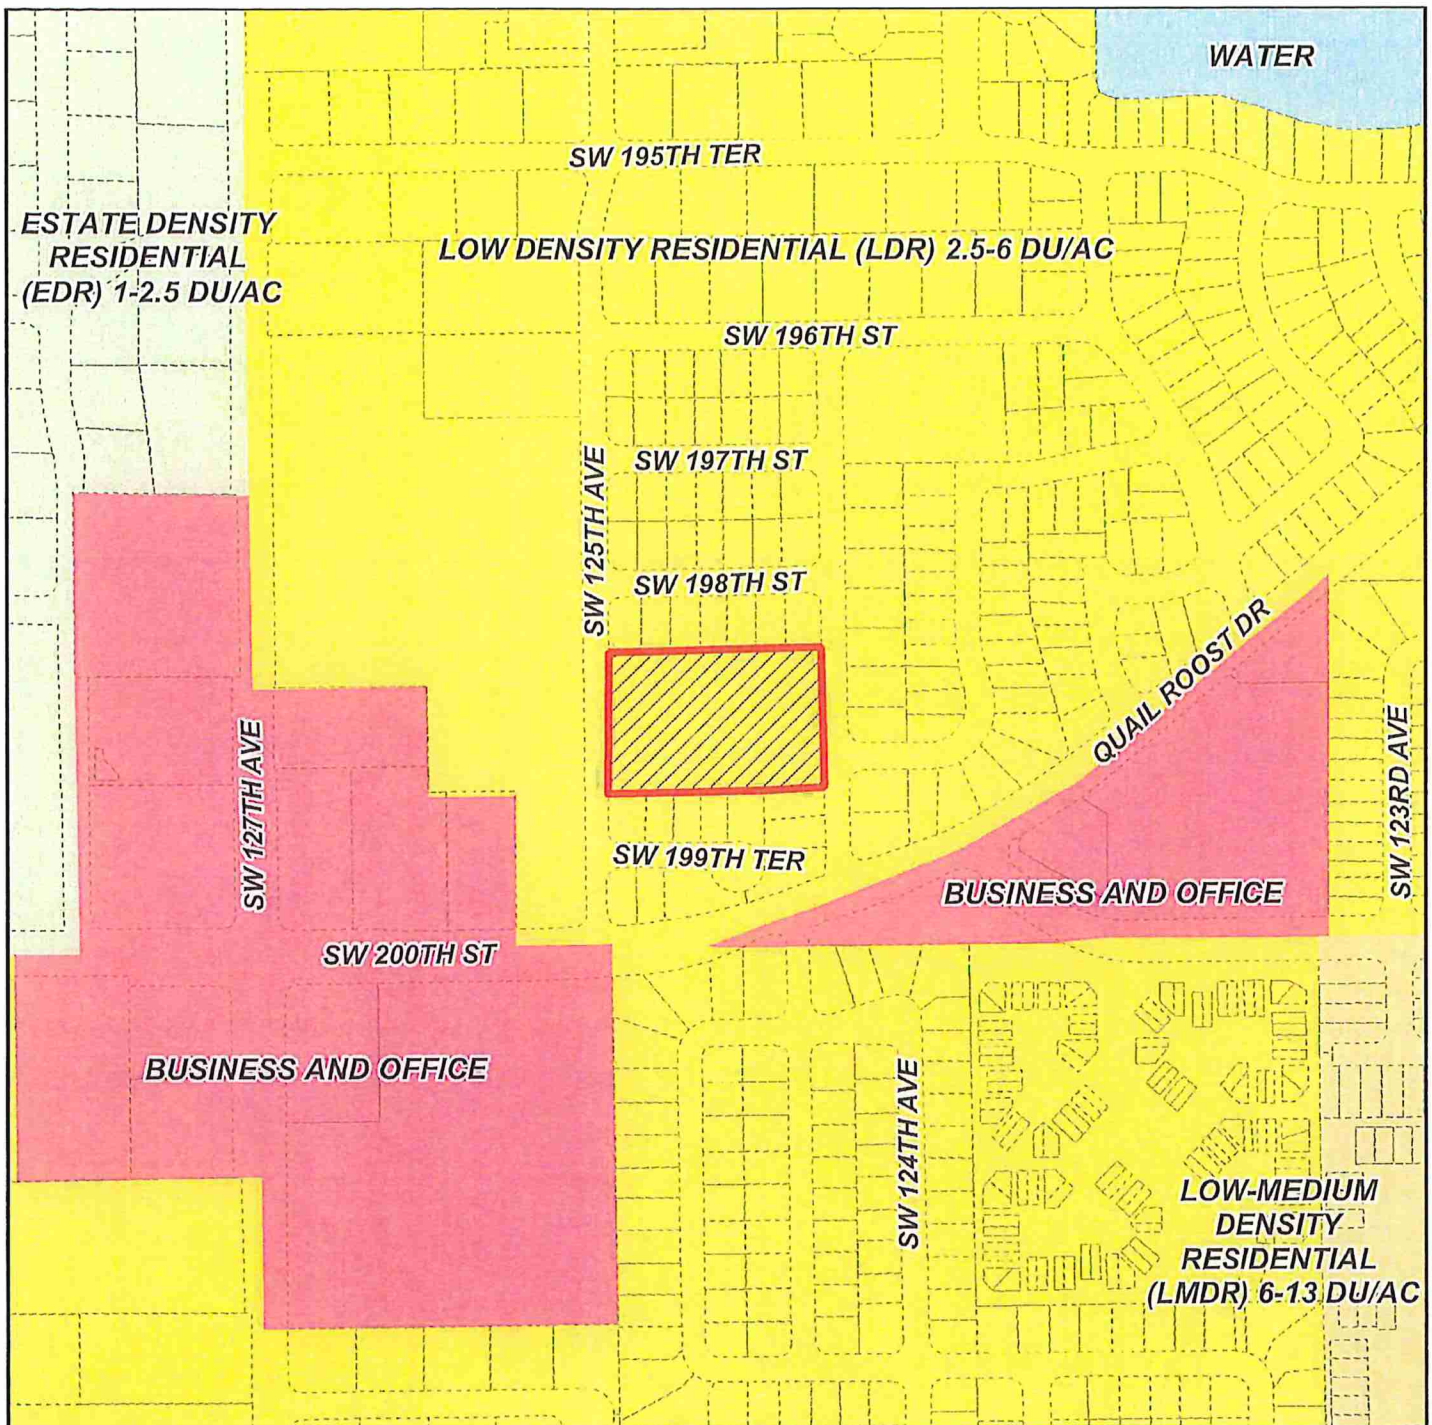 WATER
SW 195TH TER
ESTATE DENSITY
RESIDENTIAL
(EDR) 1-2.5 DU/AC
LOW DENSITY RESIDENTIAL (LDR) 2.5-6 DU/AC
SW 196TH ST
SW 197TH ST
SW 125TH AVE
SW 198TH ST
QUAIL ROOST DR
SW 127TH AVE
SW 123RD AVE
SW 199TH TER
BUSINESS AND OFFICE
SW 200TH ST
BUSINESS AND OFFICE
SW 124TH AVE
LOW-MEDIUM
DENSITY
RESIDENTIAL
(LMDR) 6-13 DU/AC